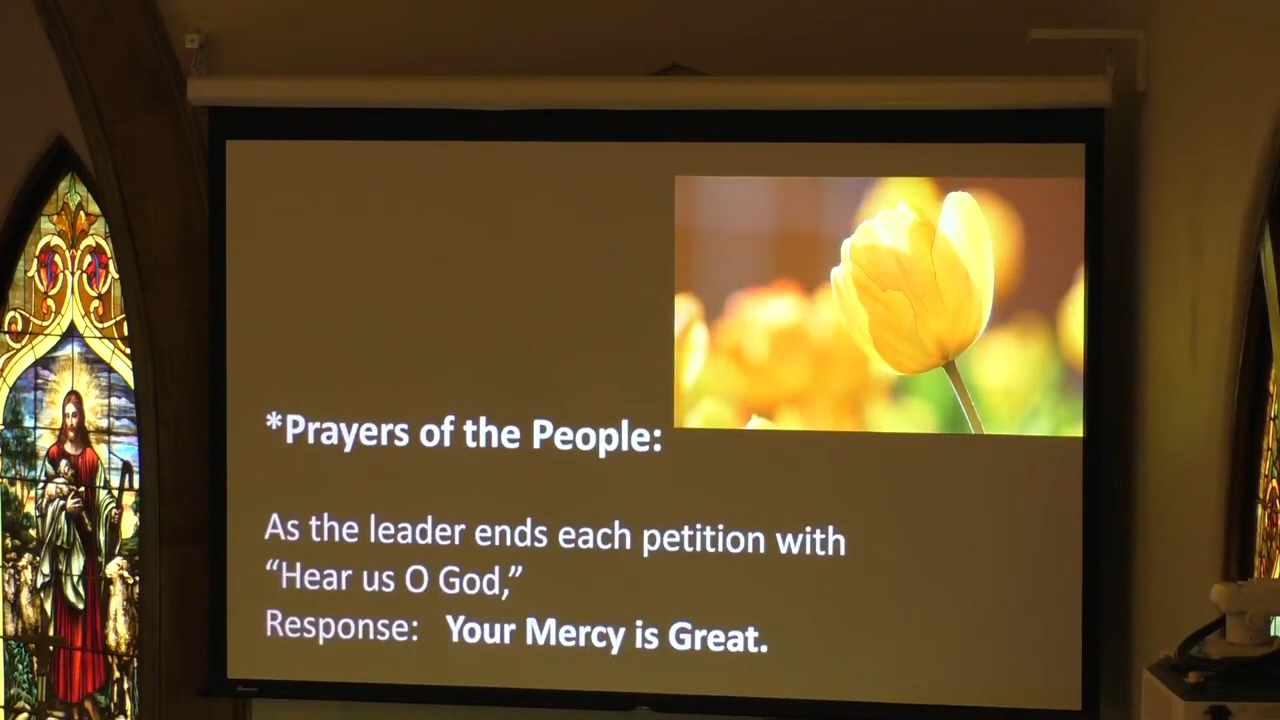 *Prayers of the People:
As the leader ends each petition with
“Hear us O God,”
Response: Your Mercy is Great.